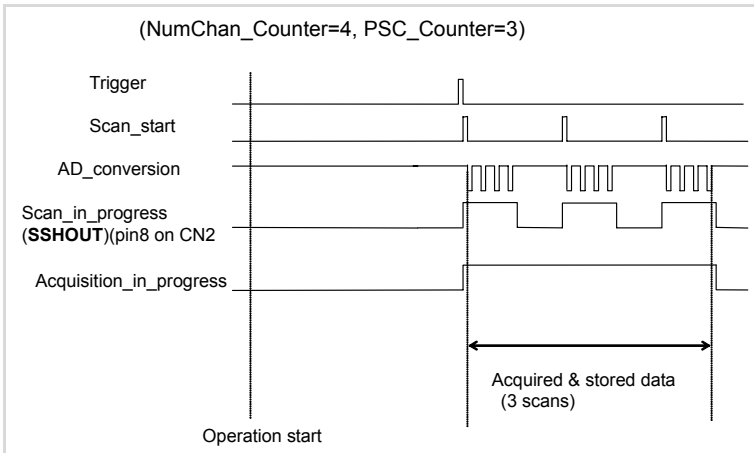 (NumChan_Counter=4, PSC_Counter=3)
Trigger
Scan_start
AD_conversion
Scan_in_progress
(SSHOUT)(pin8 on CN2
Acquisition_in_progress
Acquired & stored data
(3 scans)
Operation start